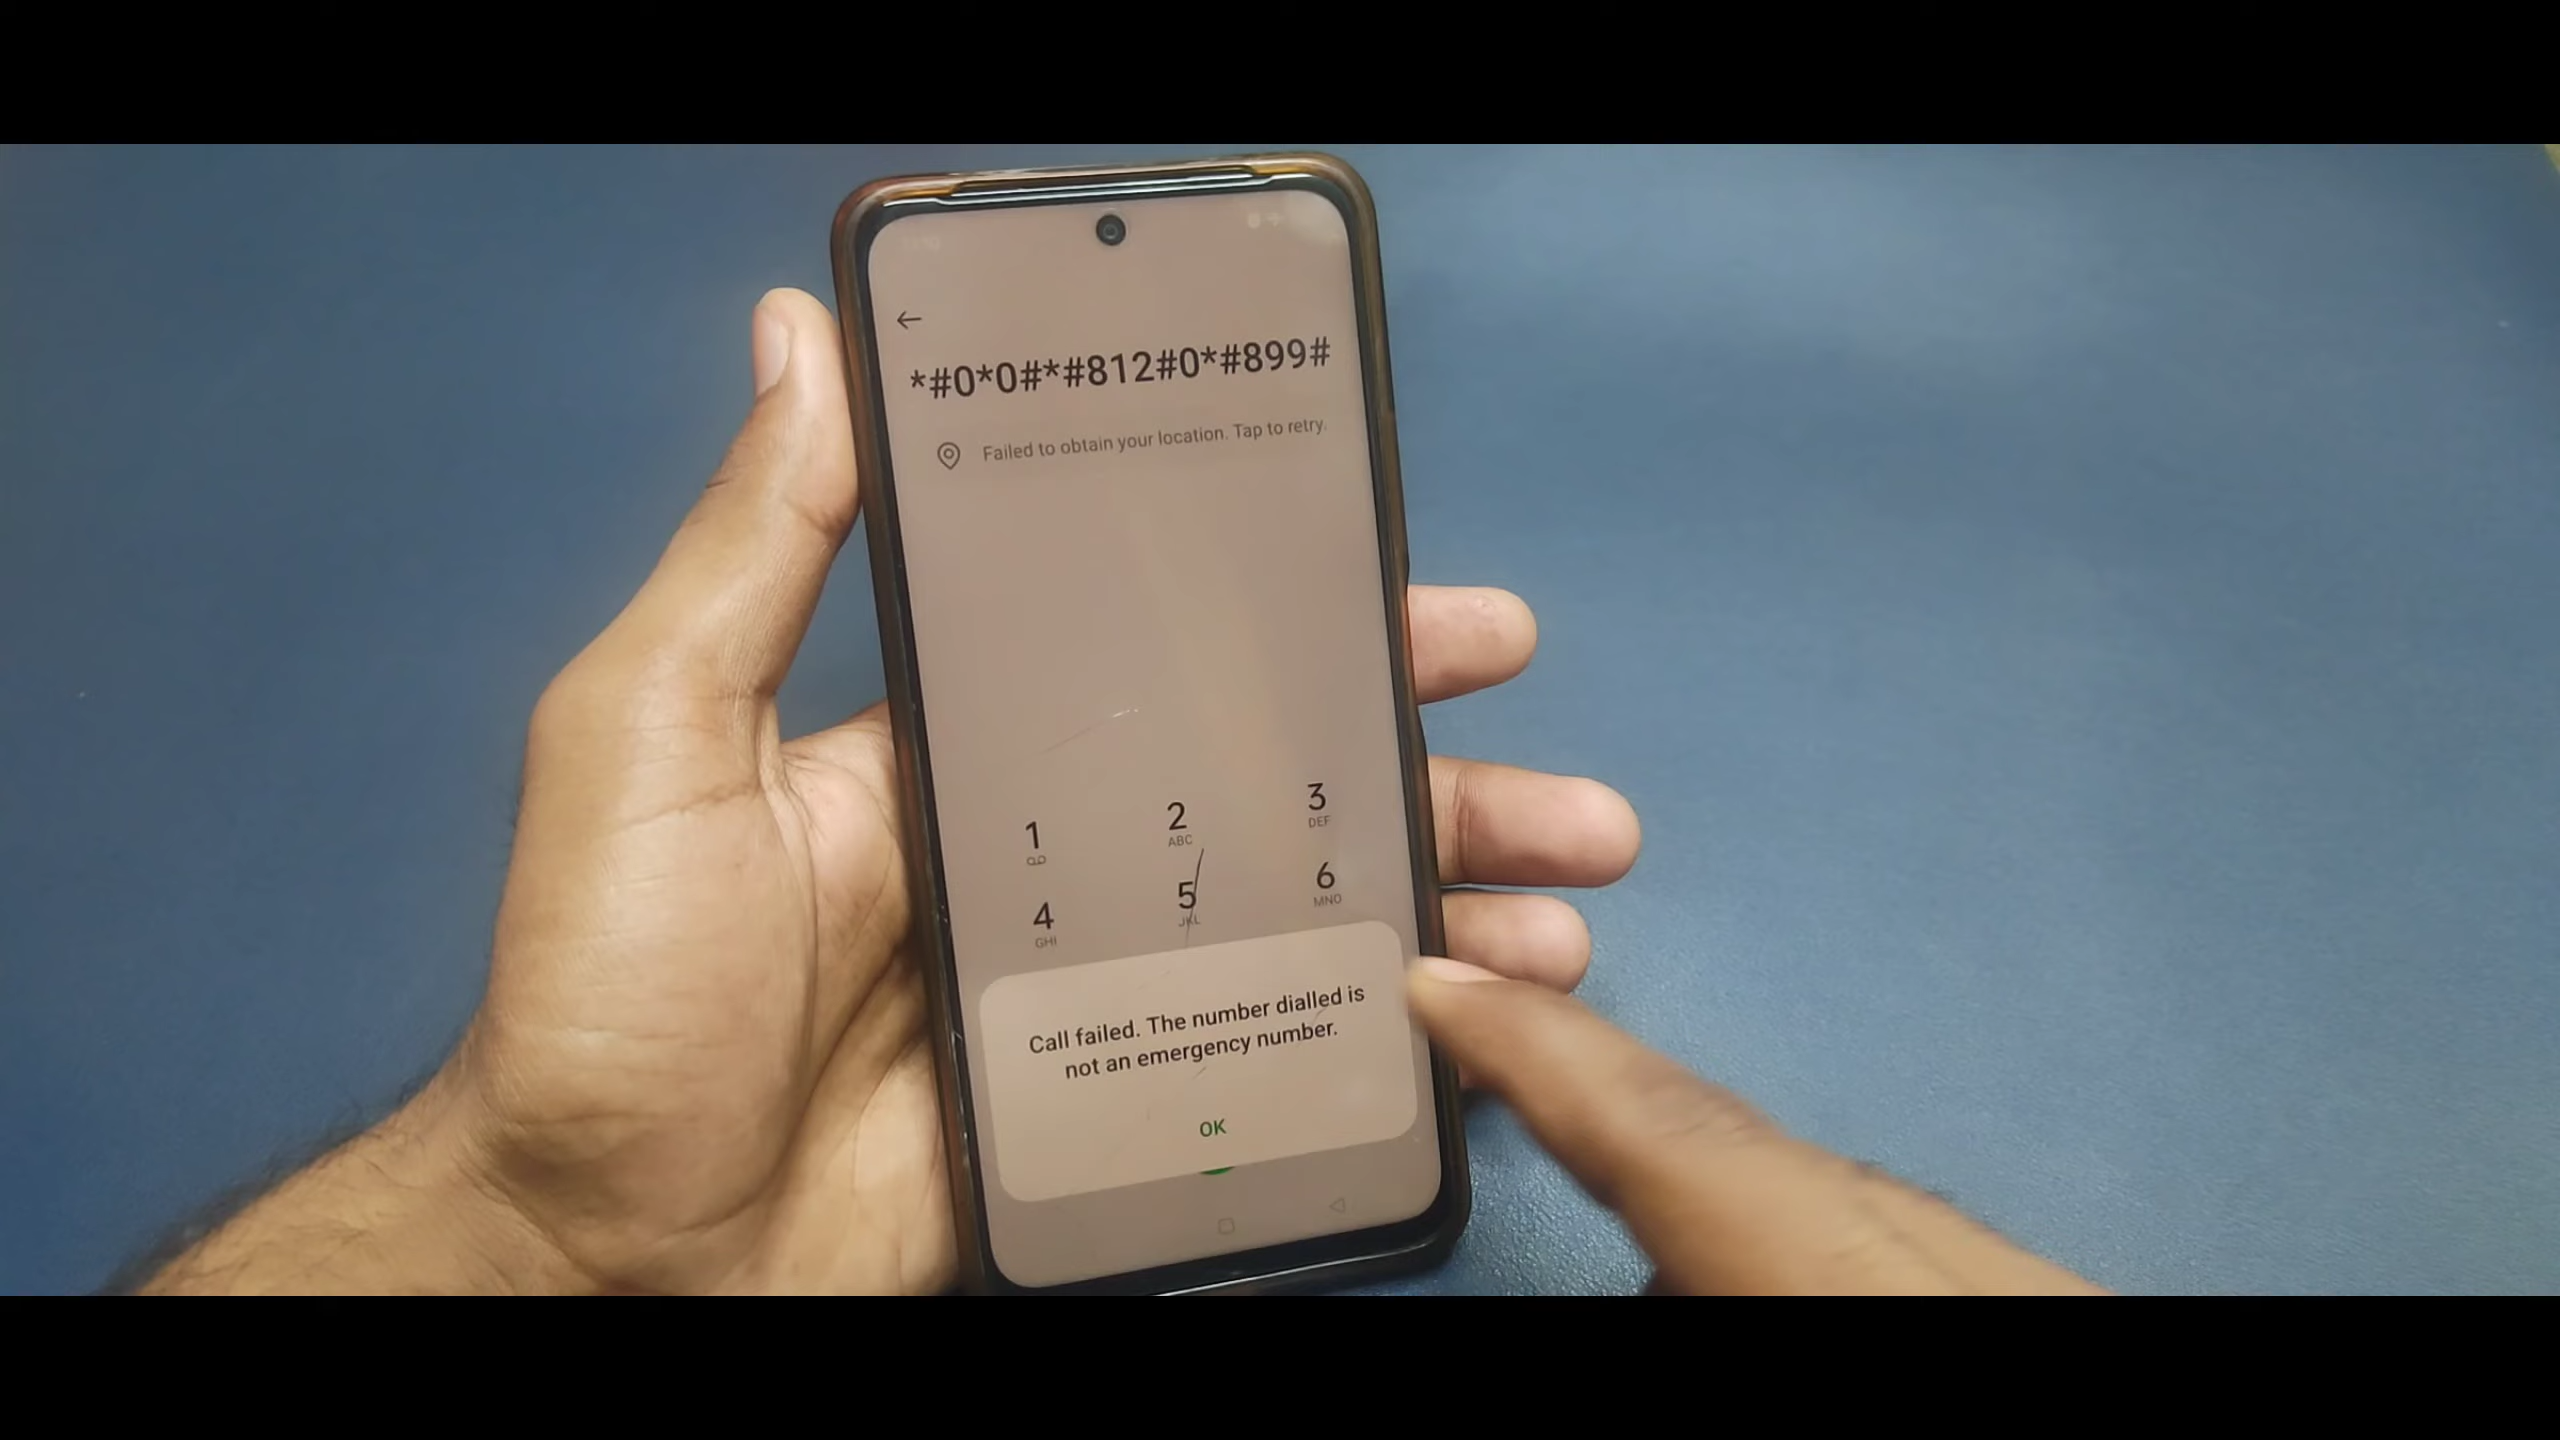 *#0*0#*#812#0*#899#
Failed to obtain your location. Tap to retry.
1
2
ABC
3
DEF
4
GHI
5
JKL
6
MNO
Call failed. The number dialled is
not an emergency number.
OK